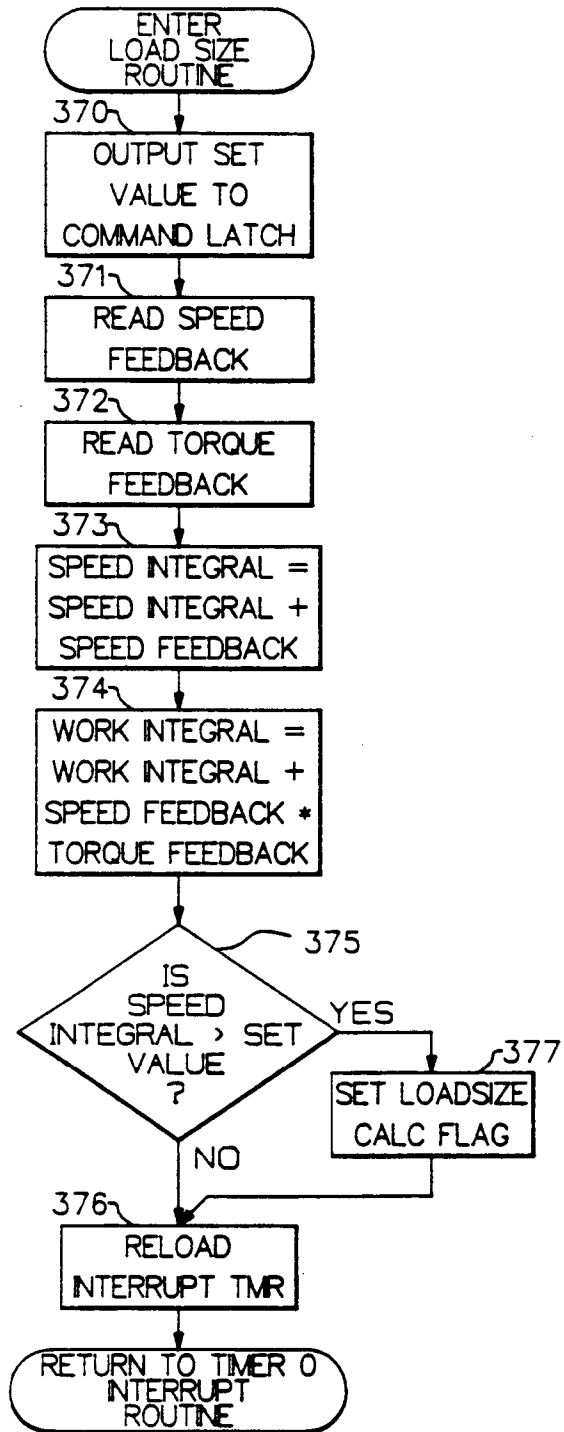 ENTER
LOAD SIZE
ROUTINE
370
OUTPUT SET
VALUE TO
COMMAND LATCH
371
READ SPEED
FEEDBACK
372
READ TORQUE
FEEDBACK
373
SPEED INTEGRAL =
SPEED INTEGRAL +
SPEED FEEDBACK
374
WORK INTEGRAL =
WORK INTEGRAL +
SPEED FEEDBACK *
TORQUE FEEDBACK
375
IS
SPEED
INTEGRAL > SET
VALUE
?
YES
377
SET LOADSIZE
CALC FLAG
NO
376
RELOAD
INTERRUPT TMR
RETURN TO TIMER 0
INTERRUPT
ROUTINE